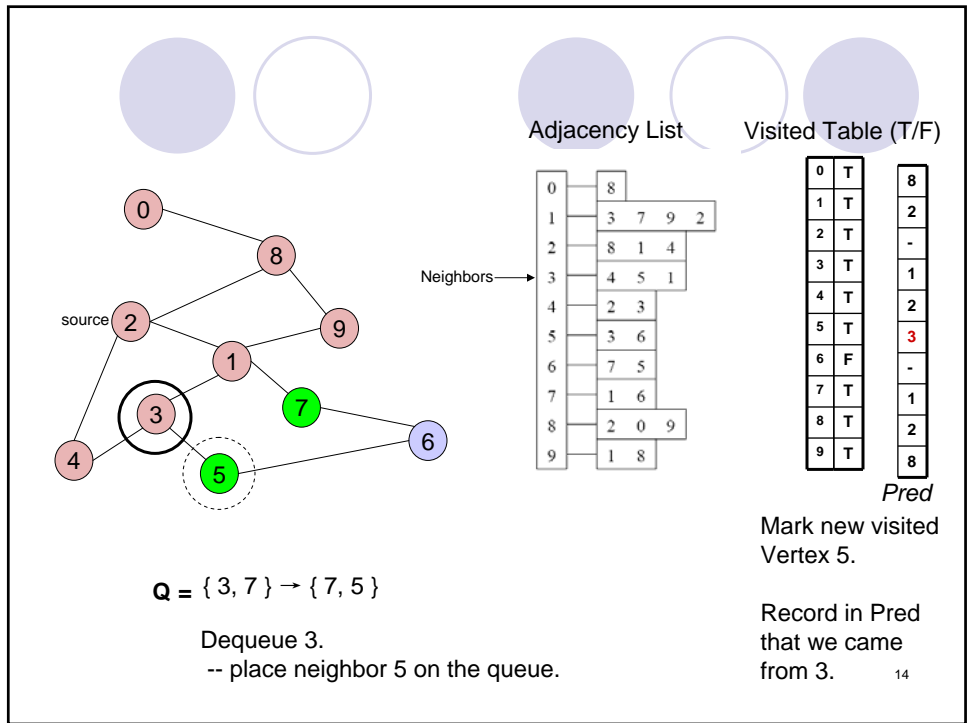 Adjacency List
Visited Table (T/F)
0
8
source
2
9
1
3
7
4
6
5
Neighbors
0 8
1 3 7 9 2
2 8 1 4
3 4 5 1
4 2 3
5 3 6
6 7 5
7 1 6
8 2 0 9
9 1 8
0 T
1 T
2 T
3 T
4 T
5 T
6 F
7 T
8 T
9 T
8
2
-
1
2
3
-
1
2
8
Pred
Mark new visited
Vertex 5.
Record in Pred
that we came
from 3.
Q = { 3, 7 } → { 7, 5 }
Dequeue 3.
-- place neighbor 5 on the queue.
14